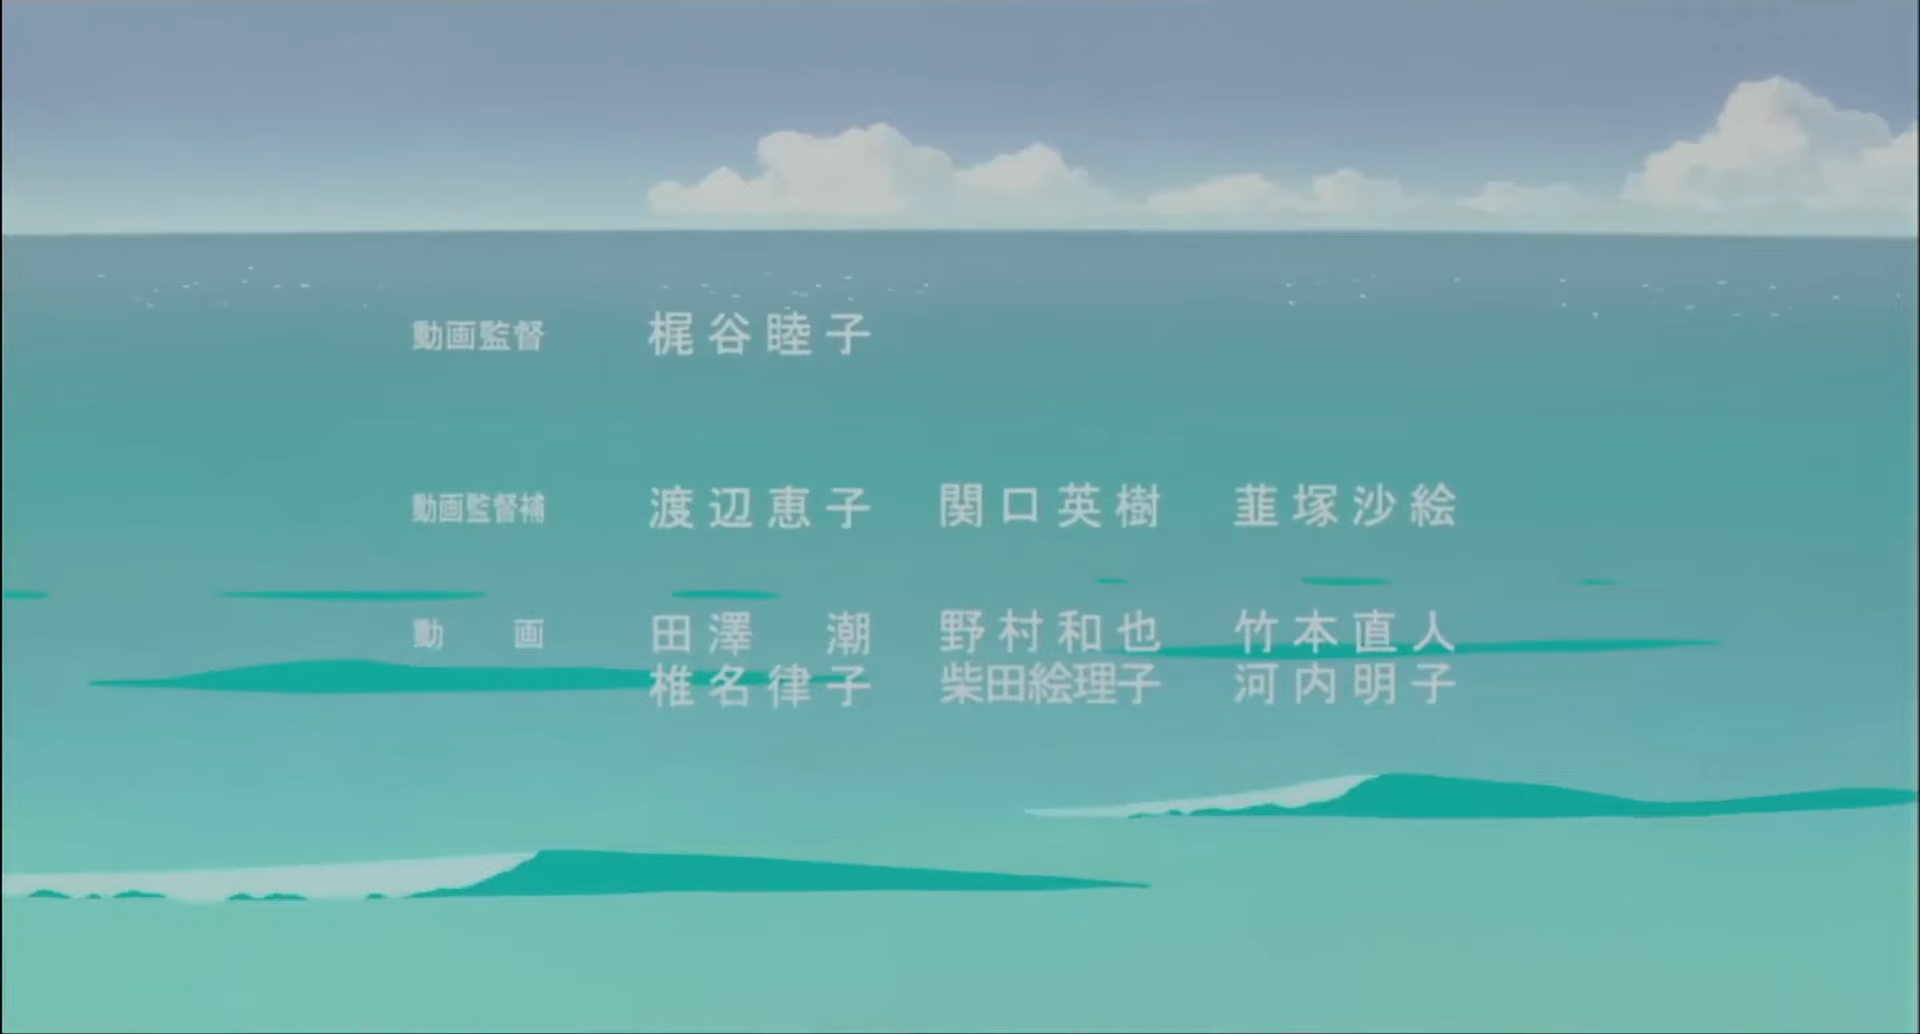 動画監督 梶谷睦子
動画監督補 渡辺恵子 関口英樹 韮塚沙絵
動画 田澤潮 野村和也 竹本直人
椎名律子 柴田絵理子 河内明子